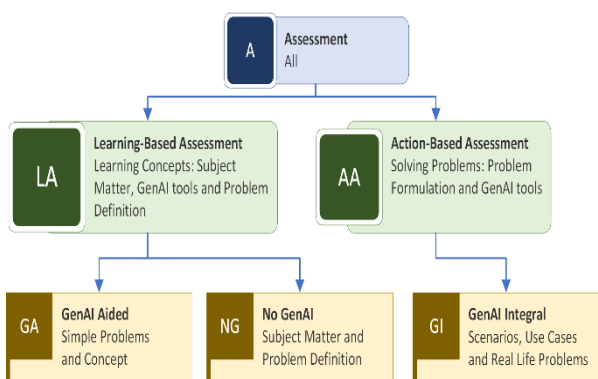 A
Assessment
All
LA
Learning-Based Assessment
Learning Concepts: Subject
Matter, GenAI tools and Problem
Definition
AA
Action-Based Assessment
Solving Problems: Problem
Formulation and GenAI tools
GA
GenAI Aided
Simple Problems
and Concept
NG
No GenAI
Subject Matter and
Problem Definition
GI
GenAI Integral
Scenarios, Use Cases
and Real Life Problems